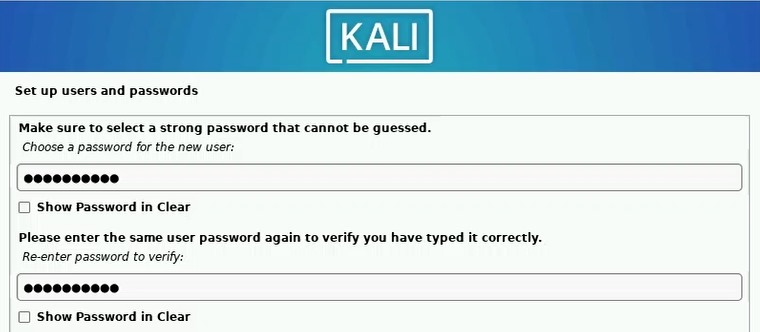 KALI
Set up users and passwords
Make sure to select a strong password that cannot be guessed.
Choose a password for the new user:
●●●●●●●●●●
Show Password in Clear
Please enter the same user password again to verify you have typed it correctly.
Re-enter password to verify:
●●●●●●●●●●
Show Password in Clear